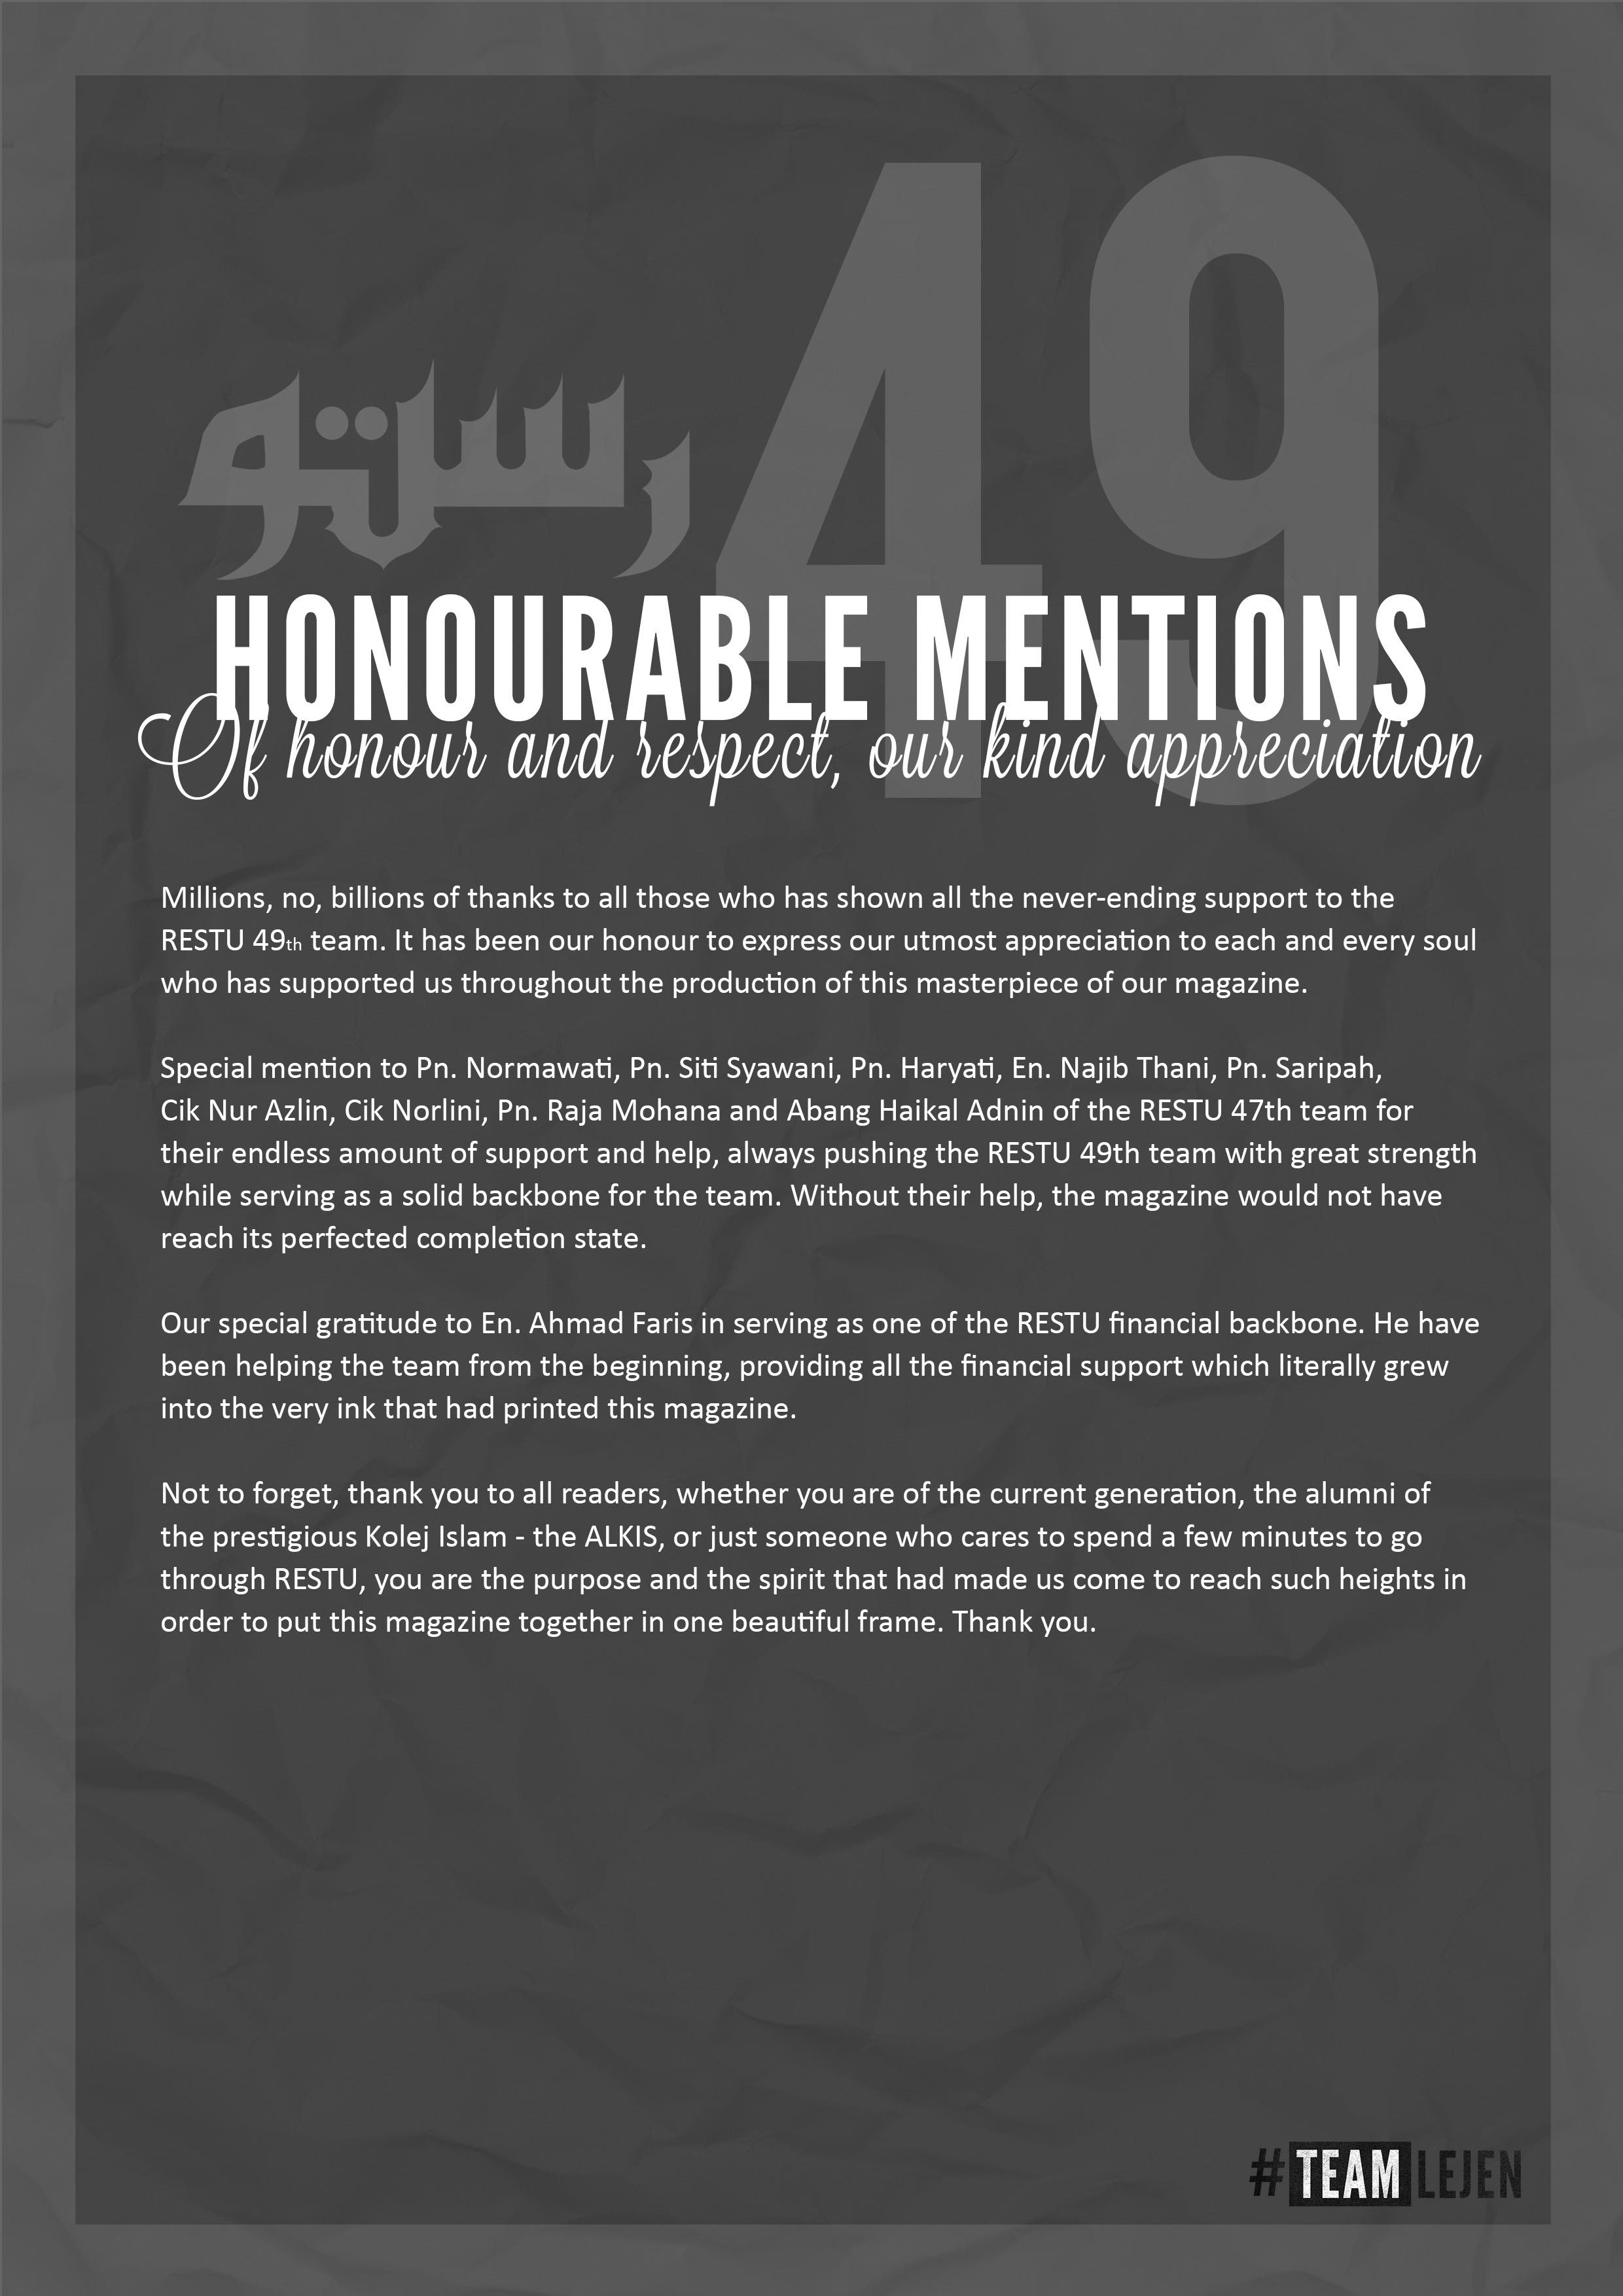 رستو 49
HONOURABLE MENTIONS
Of honour and respect, our kind appreciation
Millions, no, billions of thanks to all those who has shown all the never-ending support to the
RESTU 49th team. It has been our honour to express our utmost appreciation to each and every soul
who has supported us throughout the production of this masterpiece of our magazine.
Special mention to Pn. Normawati, Pn. Siti Syawani, Pn. Haryati, En. Najib Thani, Pn. Saripah,
Cik Nur Azlin, Cik Norlini, Pn. Raja Mohana and Abang Haikal Adnin of the RESTU 47th team for
their endless amount of support and help, always pushing the RESTU 49th team with great strength
while serving as a solid backbone for the team. Without their help, the magazine would not have
reach its perfected completion state.
Our special gratitude to En. Ahmad Faris in serving as one of the RESTU financial backbone. He have
been helping the team from the beginning, providing all the financial support which literally grew
into the very ink that had printed this magazine.
Not to forget, thank you to all readers, whether you are of the current generation, the alumni of
the prestigious Kolej Islam - the ALKIS, or just someone who cares to spend a few minutes to go
through RESTU, you are the purpose and the spirit that had made us come to reach such heights in
order to put this magazine together in one beautiful frame. Thank you.
#TEAMLEJEN